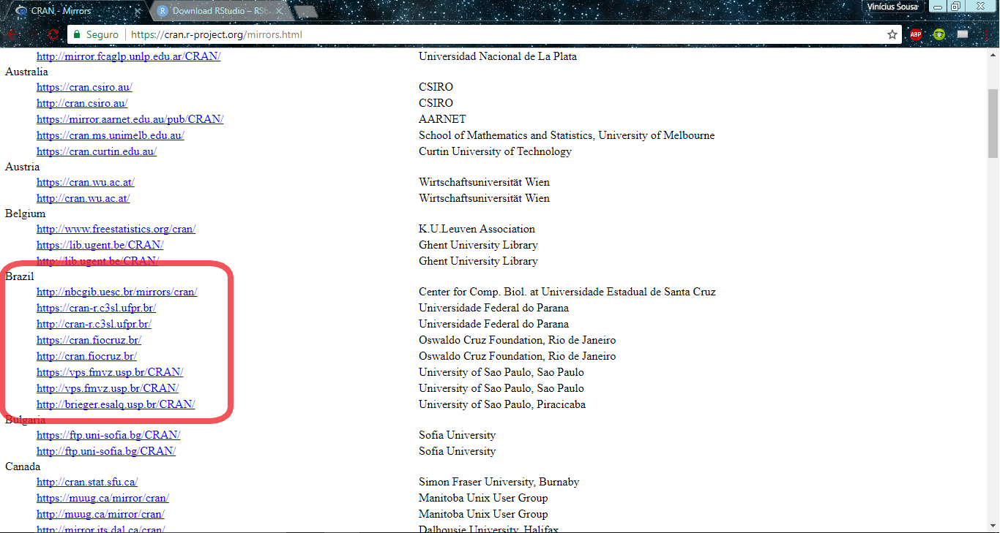 CRAN - Mirrors
Download RStudio – RSt
Vinícius Sousa
Seguro
https://cran.r-project.org/mirrors.html
ABP
http://mirror.fcaglp.unlp.edu.ar/CRAN/ Universidad Nacional de La Plata
Australia
https://cran.csiro.au/ CSIRO
http://cran.csiro.au/ CSIRO
https://mirror.aarnet.edu.au/pub/CRAN/ AARNET
https://cran.ms.unimelb.edu.au/ School of Mathematics and Statistics, University of Melbourne
https://cran.curtin.edu.au/ Curtin University of Technology
Austria
https://cran.wu.ac.at/ Wirtschaftsuniversität Wien
http://cran.wu.ac.at/ Wirtschaftsuniversität Wien
Belgium
http://www.freestatistics.org/cran/ K.U.Leuven Association
https://lib.ugent.be/CRAN/ Ghent University Library
http://lib.ugent.be/CRAN/ Ghent University Library
Brazil
http://nbcgib.uesc.br/mirrors/cran/ Center for Comp. Biol. at Universidade Estadual de Santa Cruz
https://cran-r.c3sl.ufpr.br/ Universidade Federal do Parana
http://cran-r.c3sl.ufpr.br/ Universidade Federal do Parana
https://cran.fiocruz.br/ Oswaldo Cruz Foundation, Rio de Janeiro
http://cran.fiocruz.br/ Oswaldo Cruz Foundation, Rio de Janeiro
https://vps.fmvz.usp.br/CRAN/ University of Sao Paulo, Sao Paulo
http://vps.fmvz.usp.br/CRAN/ University of Sao Paulo, Sao Paulo
http://brieger.esalq.usp.br/CRAN/ University of Sao Paulo, Piracicaba
Bulgaria
https://ftp.uni-sofia.bg/CRAN/ Sofia University
http://ftp.uni-sofia.bg/CRAN/ Sofia University
Canada
http://cran.stat.sfu.ca/ Simon Fraser University, Burnaby
https://muug.ca/mirror/cran/ Manitoba Unix User Group
http://muug.ca/mirror/cran/ Manitoba Unix User Group
http://mirror.its.dal.ca/cran/ Dalhousie University, Halifax